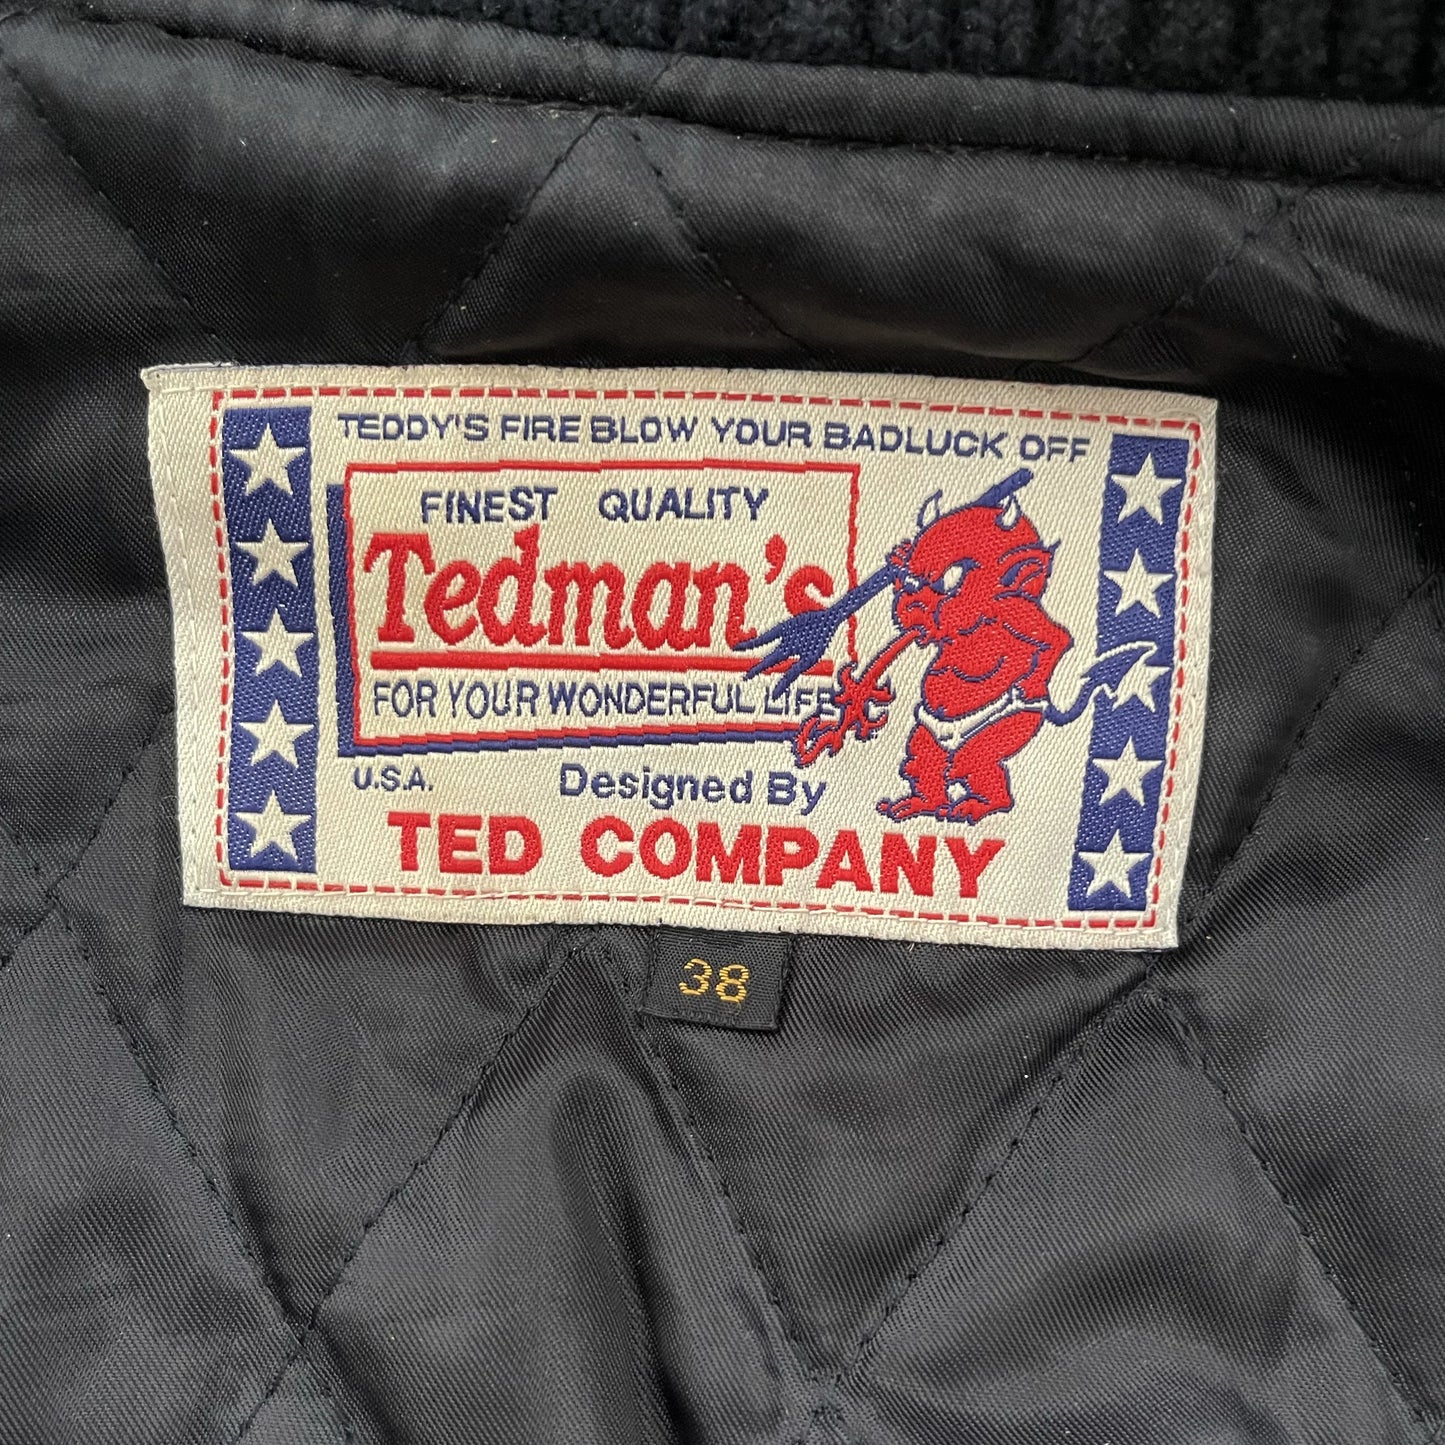 TEDDY'S FIRE BLOW YOUR BADLUCK OFF
FINEST QUALITY
Tedman's
FOR YOUR WONDERFUL LIFE
U.S.A. Designed By
TED COMPANY
38